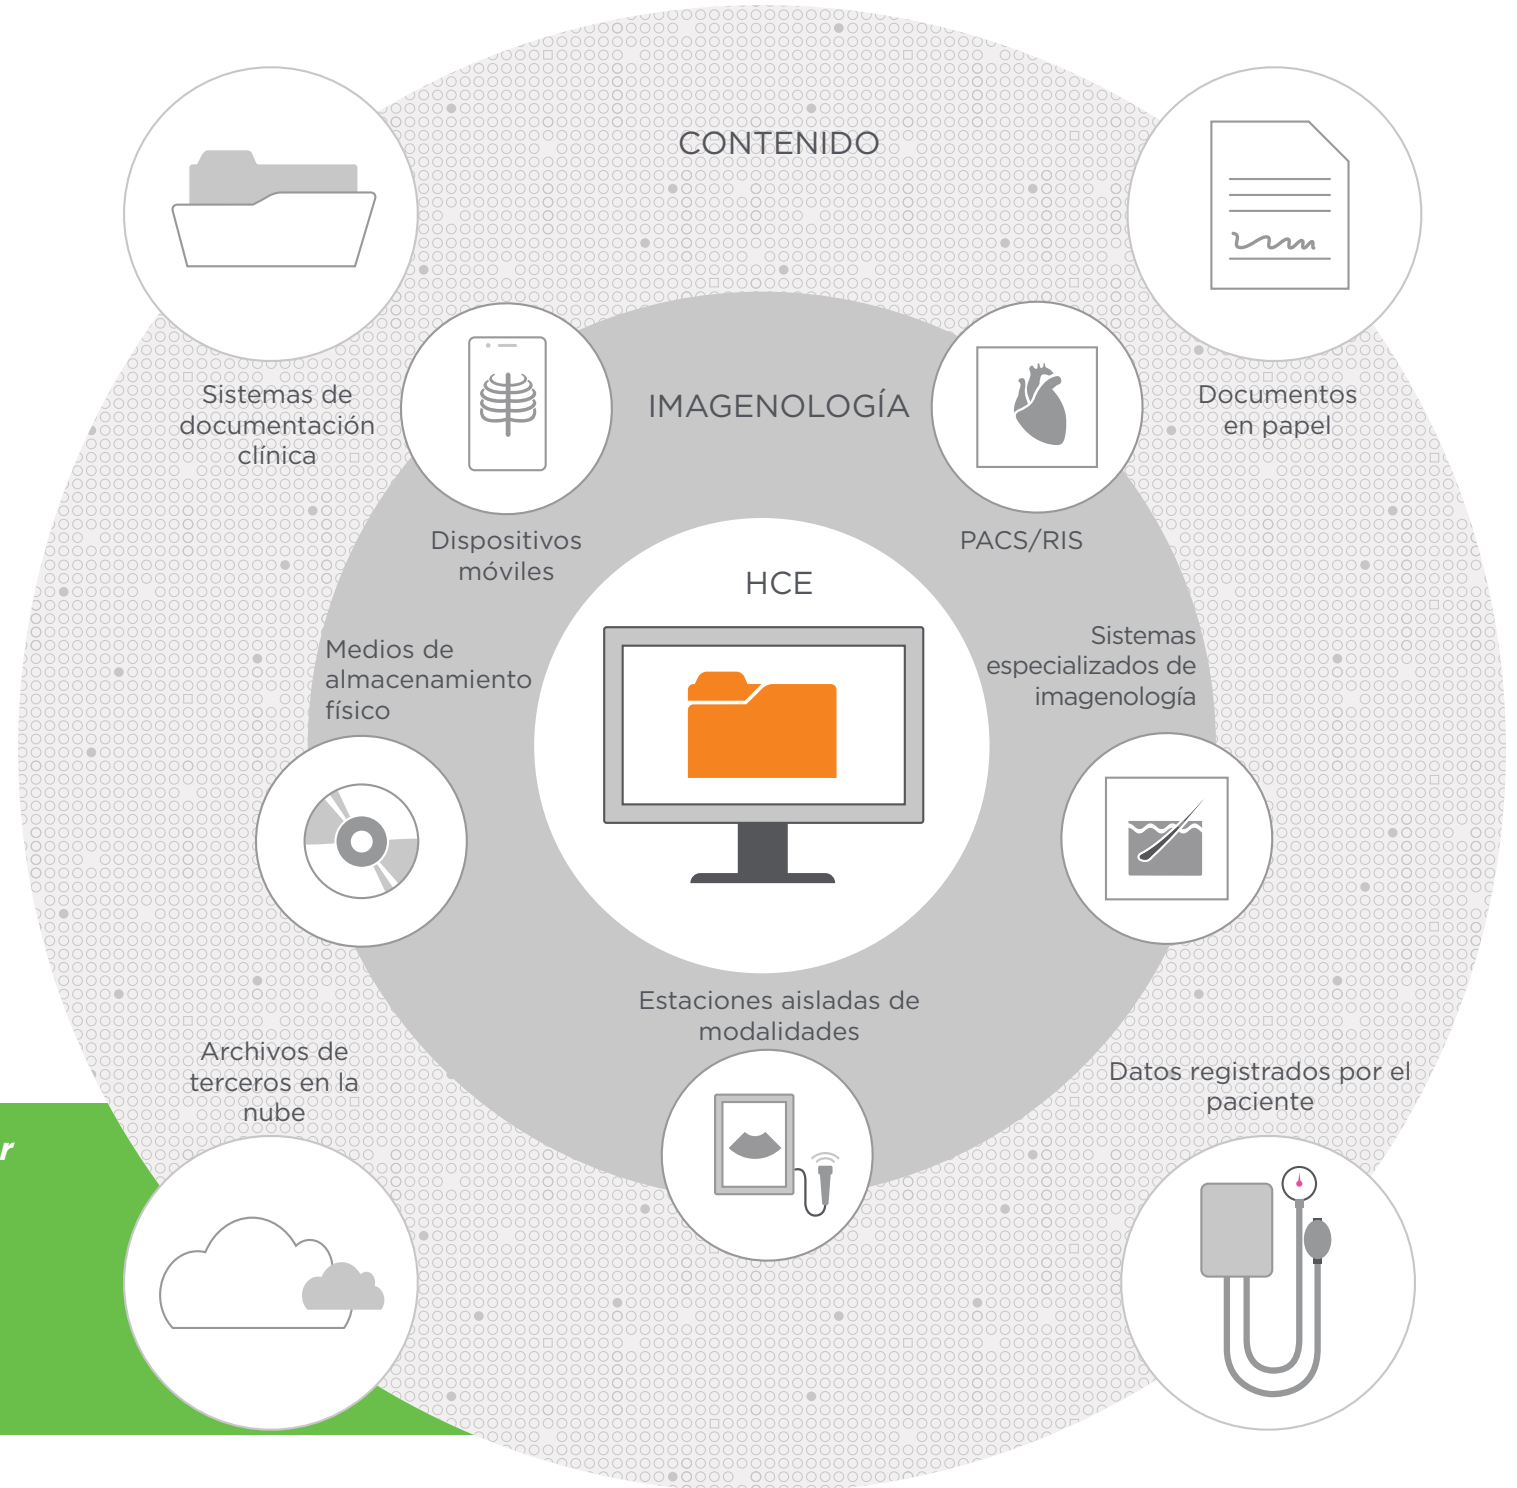 CONTENIDO
Sistemas de
documentación
clínica
IMAGENOLOGÍA
Documentos
en papel
Dispositivos
móviles
PACS/RIS
HCE
Medios de
almacenamiento
físico
Sistemas
especializados de
imagenología
Estaciones aisladas de
modalidades
Archivos de
terceros en la
nube
Datos registrados por el
paciente